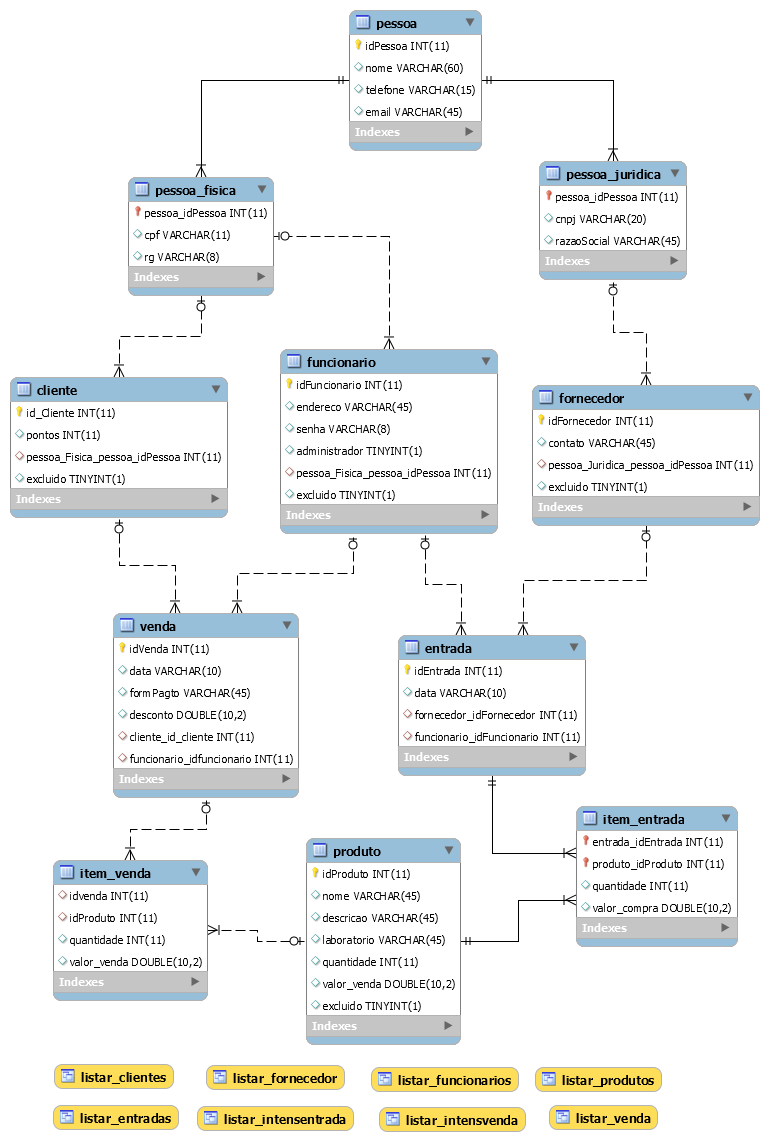 pessoa
idPessoa INT(11)
nome VARCHAR(60)
telefone VARCHAR(15)
email VARCHAR(45)
Indexes
pessoa_fisica
pessoa_idPessoa INT(11)
cpf VARCHAR(11)
rg VARCHAR(8)
Indexes
pessoa_juridica
pessoa_idPessoa INT(11)
cnpj VARCHAR(20)
razaoSocial VARCHAR(45)
Indexes
cliente
id_Cliente INT(11)
pontos INT(11)
pessoa_Fisica_pessoa_idPessoa INT(11)
excluido TINYINT(1)
Indexes
funcionario
idFuncionario INT(11)
endereco VARCHAR(45)
senha VARCHAR(8)
administrador TINYINT(1)
pessoa_Fisica_pessoa_idPessoa INT(11)
excluido TINYINT(1)
Indexes
fornecedor
idFornecedor INT(11)
contato VARCHAR(45)
pessoa_Juridica_pessoa_idPessoa INT(11)
excluido TINYINT(1)
Indexes
venda
idVenda INT(11)
data VARCHAR(10)
formPagto VARCHAR(45)
desconto DOUBLE(10,2)
cliente_id_cliente INT(11)
funcionario_idfuncionario INT(11)
Indexes
entrada
idEntrada INT(11)
data VARCHAR(10)
fornecedor_idFornecedor INT(11)
funcionario_idFuncionario INT(11)
Indexes
item_venda
idvenda INT(11)
idProduto INT(11)
quantidade INT(11)
valor_venda DOUBLE(10,2)
Indexes
produto
idProduto INT(11)
nome VARCHAR(45)
descricao VARCHAR(45)
laboratorio VARCHAR(45)
quantidade INT(11)
valor_venda DOUBLE(10,2)
excluido TINYINT(1)
Indexes
item_entrada
entrada_idEntrada INT(11)
produto_idProduto INT(11)
quantidade INT(11)
valor_compra DOUBLE(10,2)
Indexes
listar_clientes
listar_fornecedor
listar_funcionarios
listar_produtos
listar_entradas
listar_intensentrada
listar_intensvenda
listar_venda